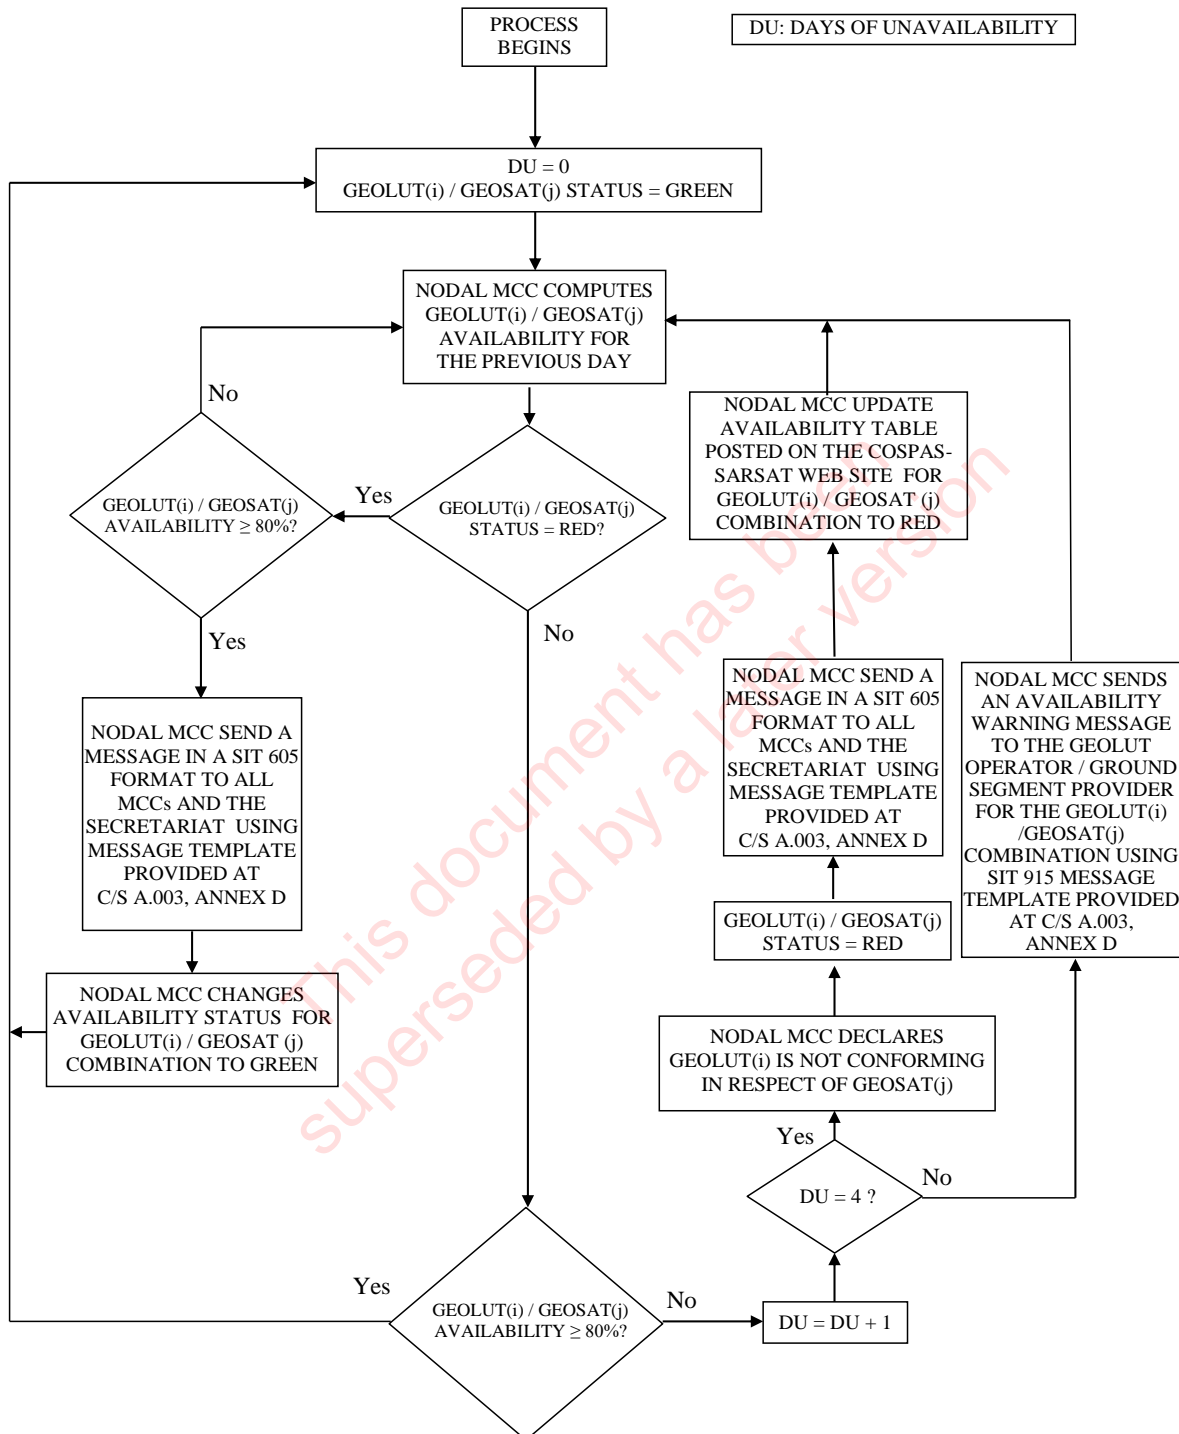 PROCESS
BEGINS
DU: DAYS OF UNAVAILABILITY
DU = 0
GEOLUT(i) / GEOSAT(j) STATUS = GREEN
NODAL MCC COMPUTES
GEOLUT(i) / GEOSAT(j)
AVAILABILITY FOR
THE PREVIOUS DAY
No
GEOLUT(i) / GEOSAT(j)
AVAILABILITY ≥ 80%?
Yes
GEOLUT(i) / GEOSAT(j)
STATUS = RED?
NODAL MCC UPDATE
AVAILABILITY TABLE
POSTED ON THE COSPAS-
SARSAT WEB SITE FOR
GEOLUT(i) / GEOSAT (j)
COMBINATION TO RED
Yes
No
NODAL MCC SEND A
MESSAGE IN A SIT 605
FORMAT TO ALL
MCCs AND THE
SECRETARIAT USING
MESSAGE TEMPLATE
PROVIDED AT
C/S A.003, ANNEX D
NODAL MCC SEND A
MESSAGE IN A SIT 605
FORMAT TO ALL
MCCs AND THE
SECRETARIAT USING
MESSAGE TEMPLATE
PROVIDED AT
C/S A.003, ANNEX D
NODAL MCC SENDS
AN AVAILABILITY
WARNING MESSAGE
TO THE GEOLUT
OPERATOR / GROUND
SEGMENT PROVIDER
FOR THE GEOLUT(i)
/GEOSAT(j)
COMBINATION USING
SIT 915 MESSAGE
TEMPLATE PROVIDED
AT C/S A.003,
ANNEX D
GEOLUT(i) / GEOSAT(j)
STATUS = RED
NODAL MCC CHANGES
AVAILABILITY STATUS FOR
GEOLUT(i) / GEOSAT (j)
COMBINATION TO GREEN
NODAL MCC DECLARES
GEOLUT(i) IS NOT CONFORMING
IN RESPECT OF GEOSAT(j)
Yes
No
DU = 4 ?
Yes
GEOLUT(i) / GEOSAT(j)
AVAILABILITY ≥ 80%?
No
DU = DU + 1
This document has been
superseded by a later version